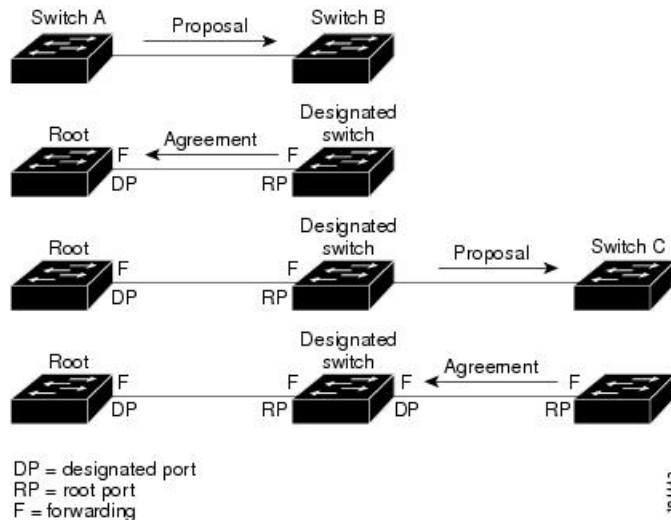 Switch A
Proposal
Switch B
Root
F
Agreement
F
Designated
switch
DP
RP
Root
F
F
Designated
switch
Proposal
Switch C
DP
RP
Root
F
F
Designated
switch
F
Agreement
F
DP
RP
DP
RP
DP = designated port
RP = root port
F = forwarding